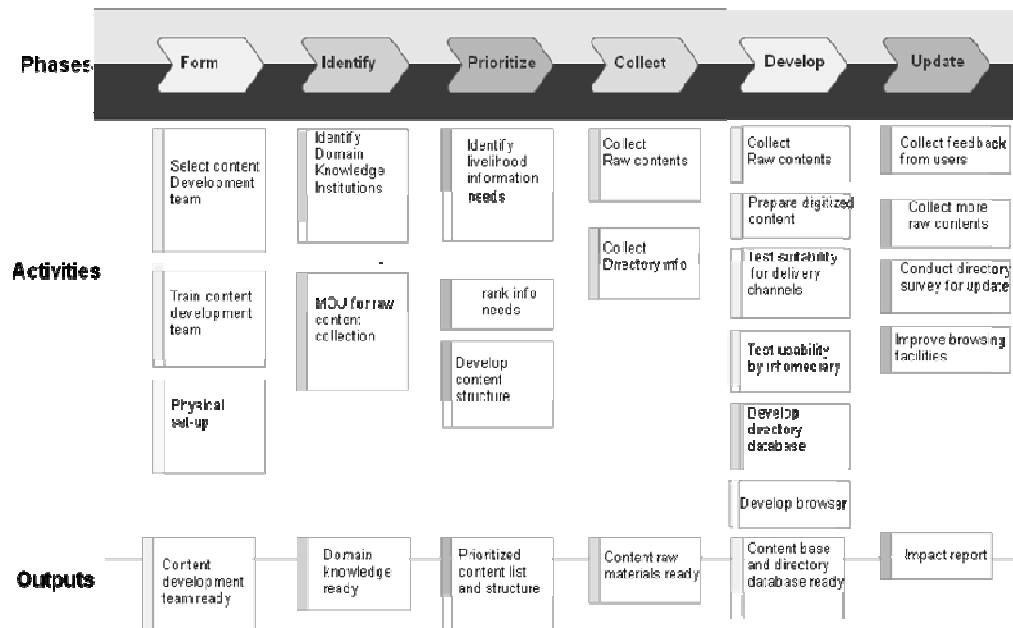 Phases
Form
Identify
Prioritize
Collect
Develop
Update
Activities
Select content
Development
team
Train content
development
team
Physical
set-up
Identify
Domain
Knowledge
Institutions
MOU for raw
content
collection
Identify
livelihood
information
needs
rank info
needs
Develop
content
structure
Collect
Raw contents
Collect
Directory info
Collect
Raw contents
Prepare digitized
content
Test suitability
for delivery
channels
Test usability
by infomediary
Develop
directory
database
Develop browser
Collect feedback
from users
Collect more
raw contents
Conduct directory
survey for update
Improve browsing
facilities
Outputs
Content
development
team ready
Domain
knowledge
ready
Prioritized
content list
and structure
Content raw
materials ready
Content base
and directory
database ready
Impact report